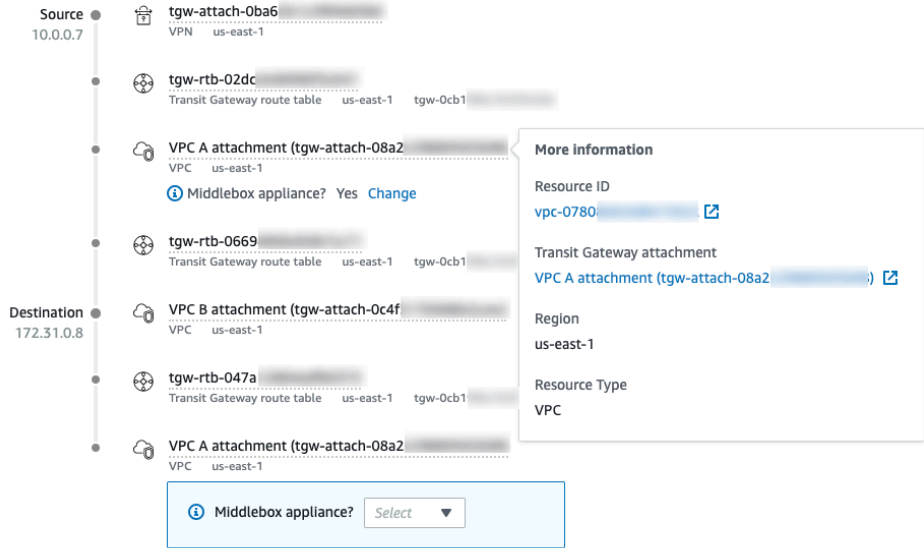 Source
10.0.0.7
tgw-attach-0ba6
VPN us-east-1
tgw-rtb-02dc
Transit Gateway route table us-east-1 tgw-0cb1
VPC A attachment (tgw-attach-08a2
VPC us-east-1
Middlebox appliance? Yes Change
tgw-rtb-0669
Transit Gateway route table us-east-1 tgw-0cb1
Destination
172.31.0.8
VPC B attachment (tgw-attach-0c4f
VPC us-east-1
tgw-rtb-047a
Transit Gateway route table us-east-1 tgw-0cb1
VPC A attachment (tgw-attach-08a2
VPC us-east-1
Middlebox appliance? Select
More information
Resource ID
vpc-0780
Transit Gateway attachment
VPC A attachment (tgw-attach-08a2 )
Region
us-east-1
Resource Type
VPC